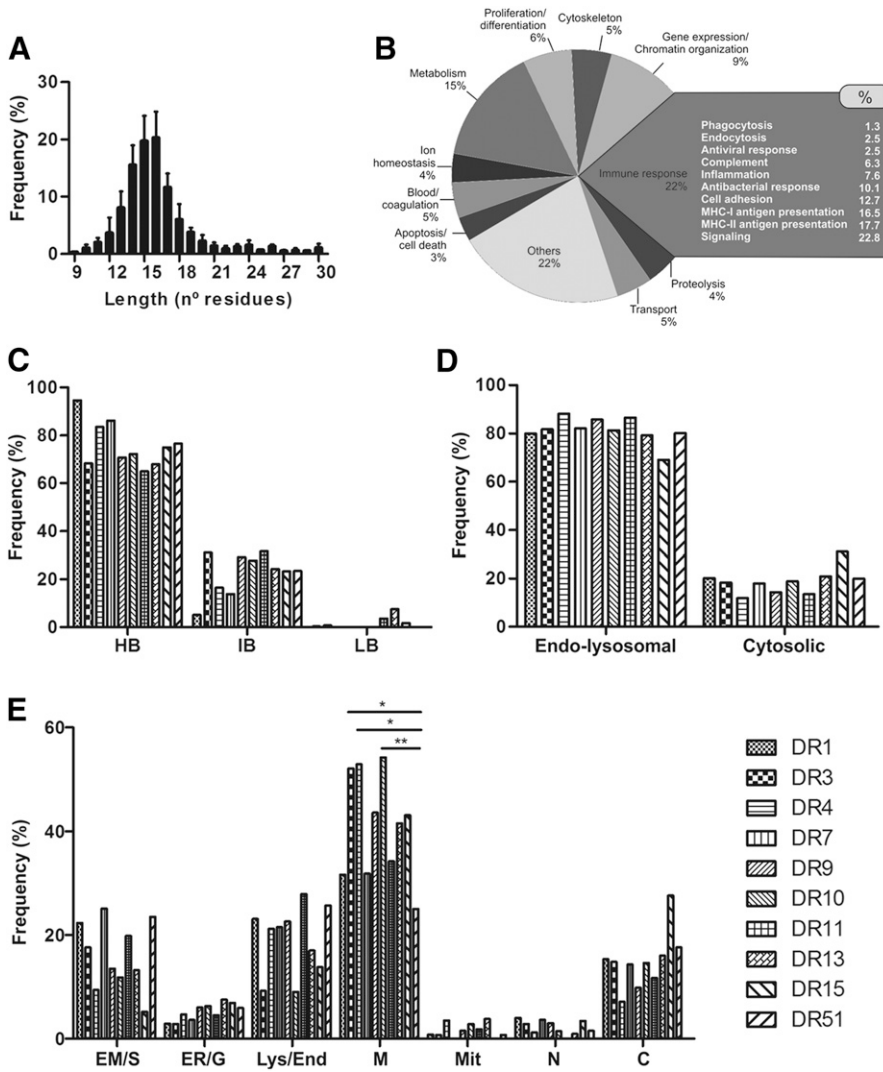 A
Frequency (%)
30
20
10
0
9 12 15 18 21 24 27 30
Length (nº residues)
B
Proliferation/
differentiation
6%
Cytoskeleton
5%
Gene expression/
Chromatin organization
9%
Metabolism
15%
Ion
homeostasis
4%
Blood/
coagulation
5%
Apoptosis/
cell death
3%
Others
22%
Transport
5%
Proteolysis
4%
Immune response
22%
%
Phagocytosis 1.3
Endocytosis 2.5
Antiviral response 2.5
Complement 6.3
Inflammation 7.6
Antibacterial response 10.1
Cell adhesion 12.7
MHC-I antigen presentation 16.5
MHC-II antigen presentation 17.7
Signaling 22.8
C
Frequency (%)
100
80
60
40
20
0
HB IB LB
D
Frequency (%)
100
80
60
40
20
0
Endo-lysosomal Cytosolic
E
Frequency (%)
60
40
20
0
*
*
**
EM/S ER/G Lys/End M Mit N C
DR1
DR3
DR4
DR7
DR9
DR10
DR11
DR13
DR15
DR51